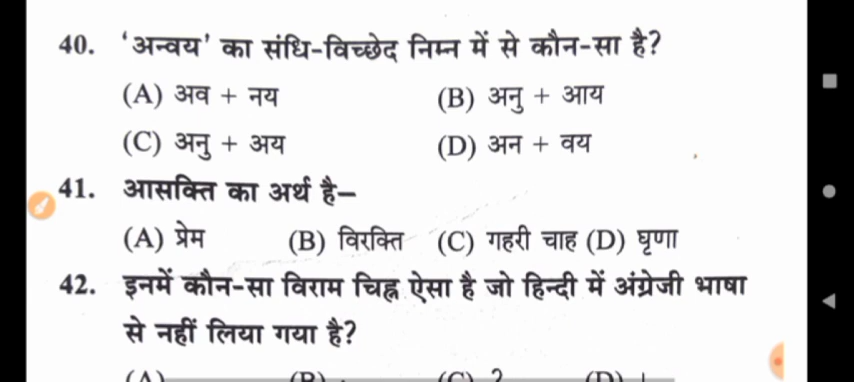 40. ‘अन्वय’ का संधि-विच्छेद निम्न में से कौन-सा है?
(A) अव + नय (B) अनु + आय
(C) अनु + अय (D) अन + वय
41. आसक्ति का अर्थ है–
(A) प्रेम (B) विरक्ति (C) गहरी चाह (D) घृणा
42. इनमें कौन-सा विराम चिह्न ऐसा है जो हिन्दी में अंग्रेजी भाषा
से नहीं लिया गया है?
(A) (B) (C) ? (D)